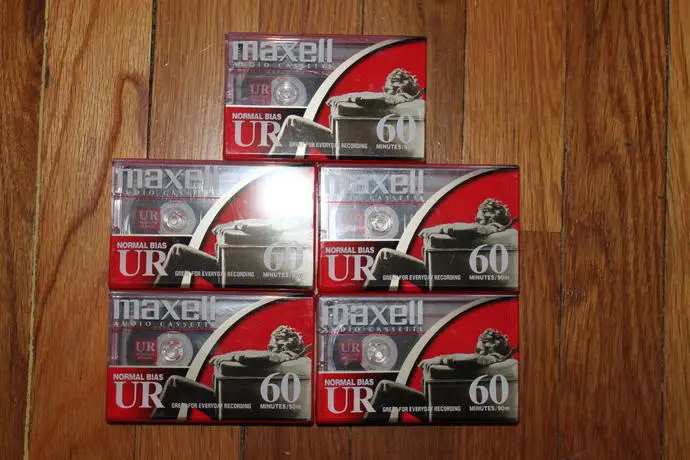 maxell
AUDIO CASSETTE
UR
NORMAL BIAS
UR
60
MINUTES/90m
GREAT FOR EVERYDAY RECORDING
maxell
AUDIO CASSETTE
UR
NORMAL BIAS
UR
60
MINUTES/90m
GREAT FOR EVERYDAY RECORDING
maxell
AUDIO CASSETTE
UR
NORMAL BIAS
UR
60
MINUTES/90m
GREAT FOR EVERYDAY RECORDING
maxell
AUDIO CASSETTE
UR
NORMAL BIAS
UR
60
MINUTES/90m
GREAT FOR EVERYDAY RECORDING
maxell
AUDIO CASSETTE
UR
NORMAL BIAS
UR
60
MINUTES/90m
GREAT FOR EVERYDAY RECORDING